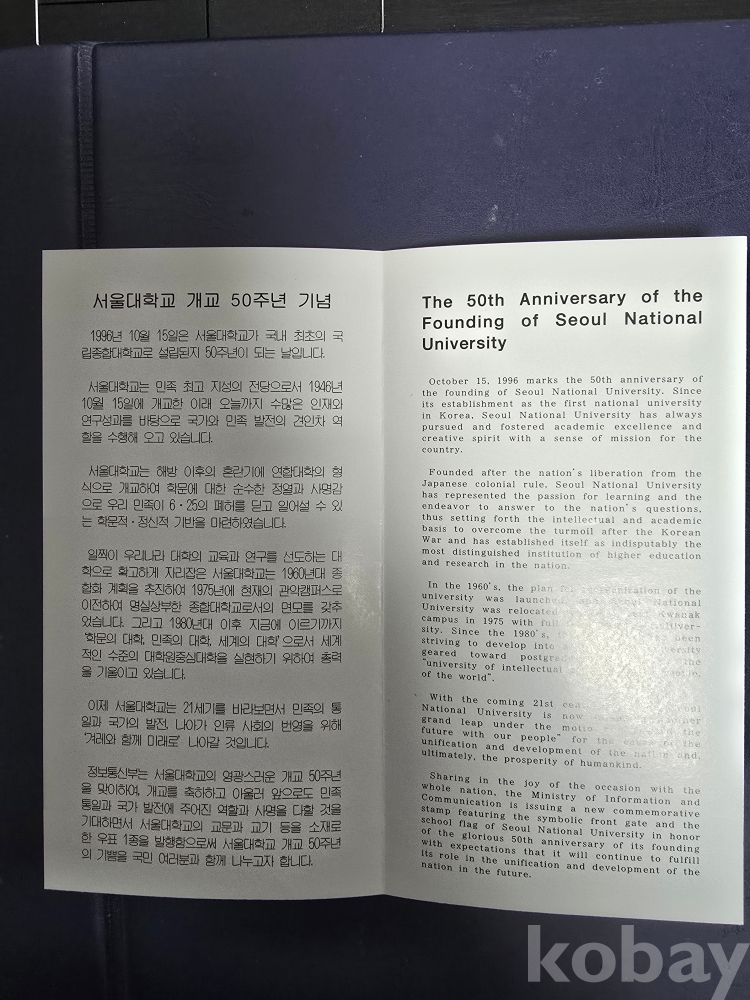 서울대학교 개교 50주년 기념
1996년 10월 15일은 서울대학교가 국내 최초의 국
립종합대학교로 설립된지 50주년이 되는 날입니다.
서울대학교는 민족 최고 지성의 전당으로서 1946년
10월 15일에 개교한 이래 오늘까지 수많은 인재와
연구성과를 바탕으로 국가와 민족 발전의 견인차 역
할을 수행해 오고 있습니다.
서울대학교는 해방 이후의 혼란기에 연합대학의 형
식으로 개교하여 학문에 대한 순수한 정열과 사명감
으로 우리 민족이 6·25의 폐허를 딛고 일어설 수 있
는 학문적·정신적 기반을 마련하였습니다.
일찍이 우리나라 대학의 교육과 연구를 선도하는 대
학으로 확고하게 자리잡은 서울대학교는 1960년대 종
합화 계획을 추진하여 1975년에 현재의 관악캠퍼스로
이전하여 명실상부한 종합대학교로서의 면모를 갖추
었습니다. 그리고 1980년대 이후 지금에 이르기까지
'학문의 대학, 민족의 대학, 세계의 대학'으로서 세계
적인 수준의 대학원중심대학을 실현하기 위하여 총력
을 기울이고 있습니다.
이제 서울대학교는 21세기를 바라보면서 민족의 통
일과 국가의 발전, 나아가 인류 사회의 번영을 위해
"겨레와 함께 미래로" 나아갈 것입니다.
정보통신부는 서울대학교의 영광스러운 개교 50주년
을 맞이하여, 개교를 축하하고 아울러 앞으로도 민족
통일과 국가 발전에 주어진 역할과 사명을 다할 것을
기대하면서 서울대학교의 교문과 교기 등을 소재로
한 우표 1종을 발행함으로써 서울대학교 개교 50주년
의 기쁨을 국민 여러분과 함께 나누고자 합니다.
The 50th Anniversary of the
Founding of Seoul National
University
October 15, 1996 marks the 50th anniversary of
the founding of Seoul National University. Since
its establishment as the first national university
in Korea, Seoul National University has always
pursued and fostered academic excellence and
creative spirit with a sense of mission for the
country.
Founded after the nation's liberation from the
Japanese colonial rule, Seoul National University
has represented the passion for learning and the
endeavor to answer to the nation's questions,
thus setting forth the intellectual and academic
basis to overcome the turmoil after the Korean
War and has established itself as indisputably the
most distinguished institution of higher education
and research in the nation.
In the 1960's, the plan of the
university was launched National
University was relocated Kwanak
campus in 1975 with
sity. Since the 1980's, been
striving to develop into
geared toward the
"university of intellectual
of the world".
With the coming 21st
National University is now
grand leap under the motto the
future with our people" for the
unification and development of the nation and,
ultimately, the prosperity of humankind.
Sharing in the joy of the occasion with the
whole nation, the Ministry of Information and
Communication is issuing a new commemorative
stamp featuring the symbolic front gate and the
school flag of Seoul National University in honor
of the glorious 50th anniversary of its founding
with expectations that it will continue to fulfill
its role in the unification and development of the
nation in the future.
kobay